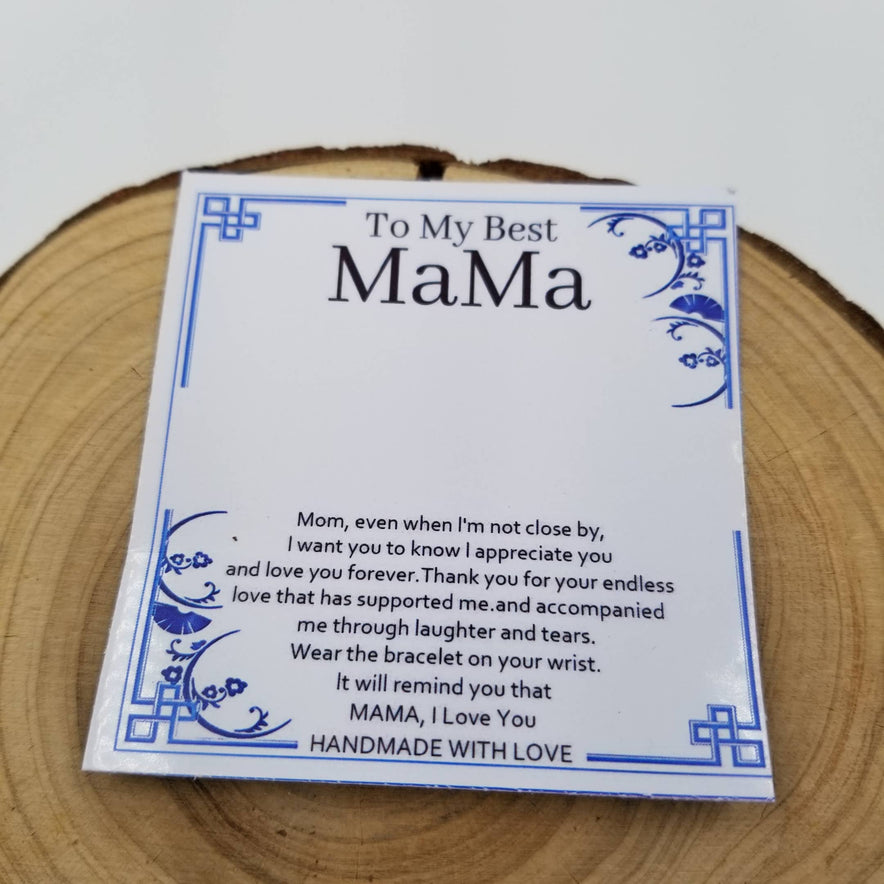 To My Best
MaMa
Mom, even when I'm not close by,
I want you to know I appreciate you
and love you forever.Thank you for your endless
love that has supported me.and accompanied
me through laughter and tears.
Wear the bracelet on your wrist.
It will remind you that
MAMA, I Love You
HANDMADE WITH LOVE